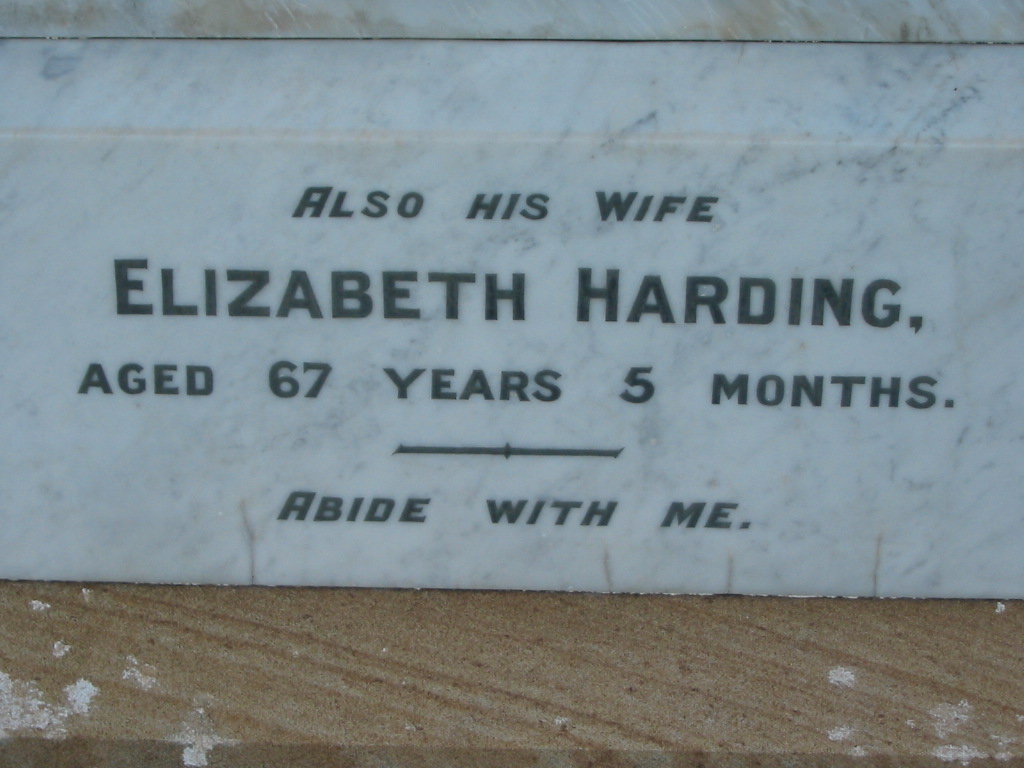 ALSO HIS WIFE
ELIZABETH HARDING,
AGED 67 YEARS 5 MONTHS.
ABIDE WITH ME.